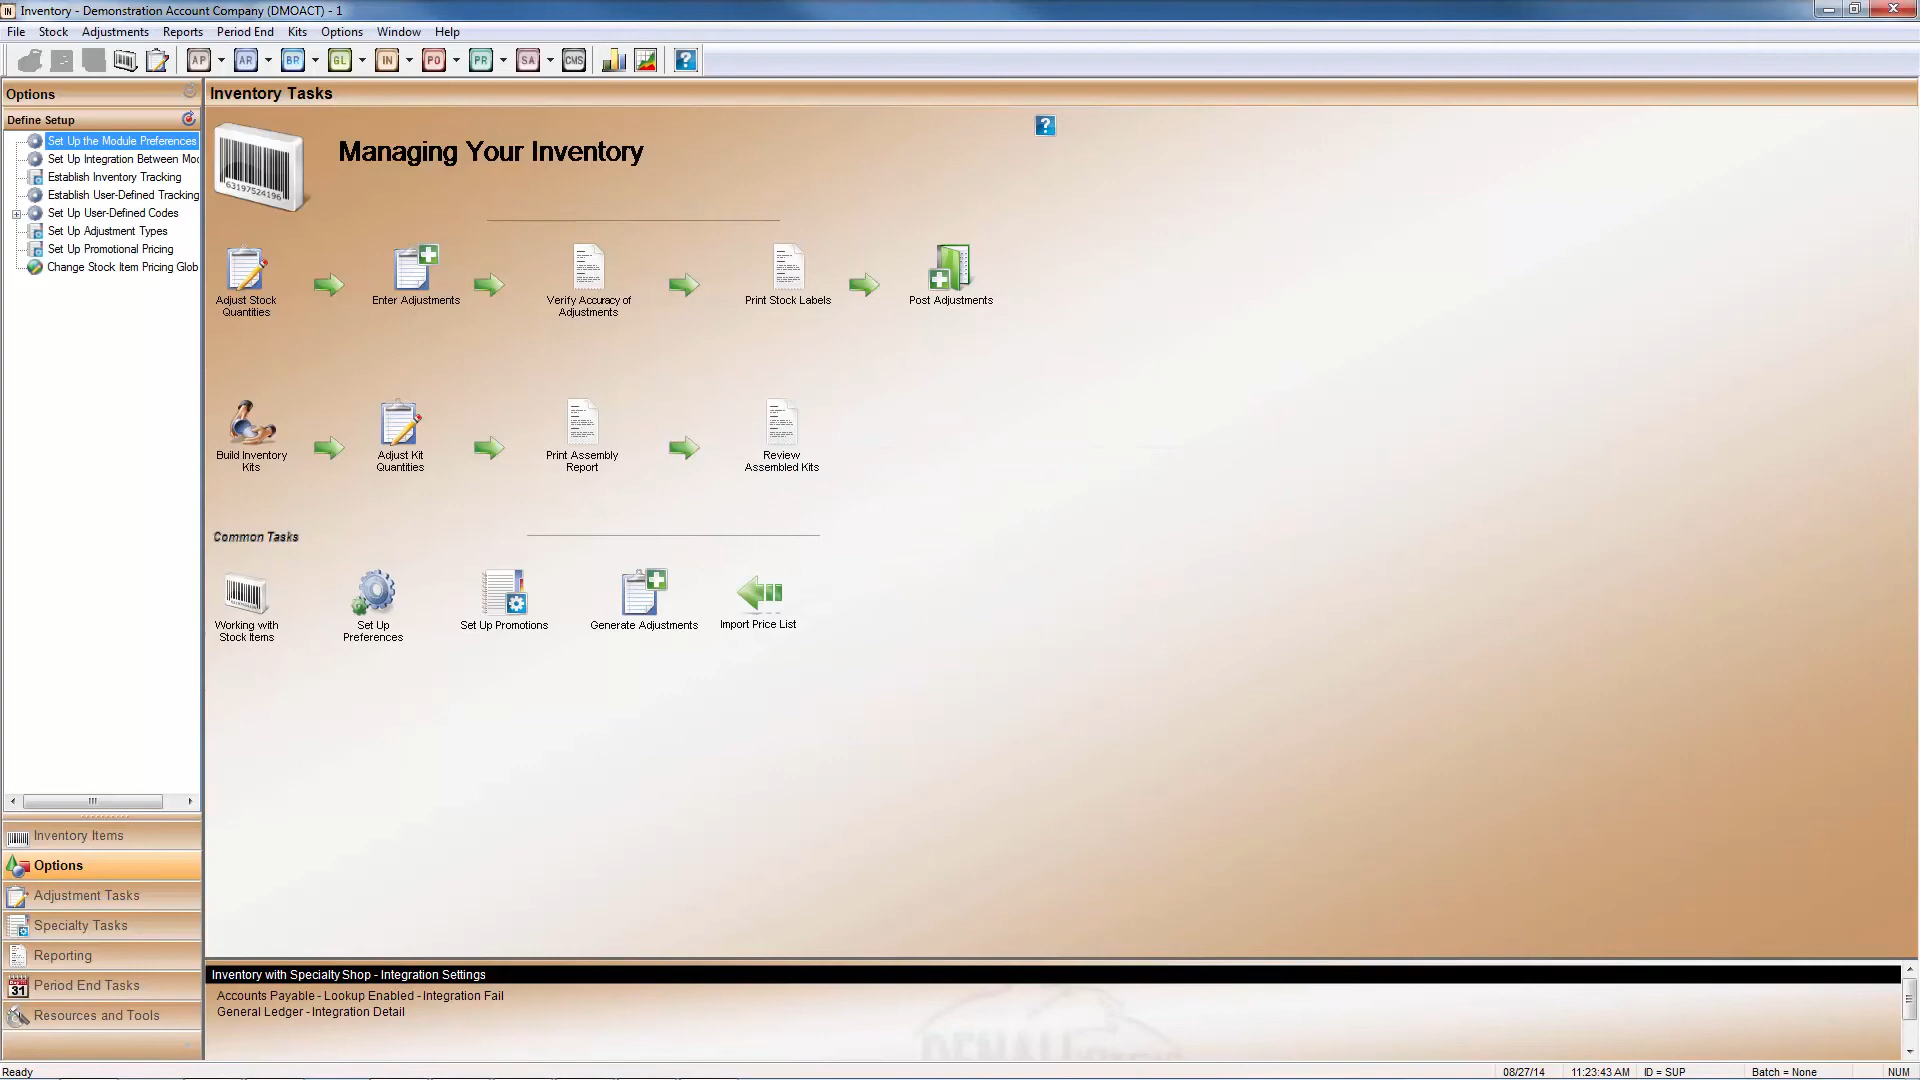 IN Inventory - Demonstration Account Company (DMOACT) - 1
File Stock Adjustments Reports Period End Kits Options Window Help
AP AR BR GL IN PO PR SA CMS ?
Options
Define Setup
Set Up the Module Preferences
Set Up Integration Between Mod
Establish Inventory Tracking
Establish User-Defined Tracking
Set Up User-Defined Codes
Set Up Adjustment Types
Set Up Promotional Pricing
Change Stock Item Pricing Glob
Inventory Items
Options
Adjustment Tasks
Specialty Tasks
Reporting
31 Period End Tasks
Resources and Tools
Inventory Tasks
?
63197524196
Managing Your Inventory
Adjust Stock
Quantities
Enter Adjustments
Verify Accuracy of
Adjustments
Print Stock Labels
Post Adjustments
Build Inventory
Kits
Adjust Kit
Quantities
Print Assembly
Report
Review
Assembled Kits
Common Tasks
Working with
Stock Items
Set Up
Preferences
Set Up Promotions
Generate Adjustments
Import Price List
Inventory with Specialty Shop - Integration Settings
Accounts Payable - Lookup Enabled - Integration Fail
General Ledger - Integration Detail
DENALI
Ready 08/27/14 11:23:43 AM ID = SUP Batch = None NUM